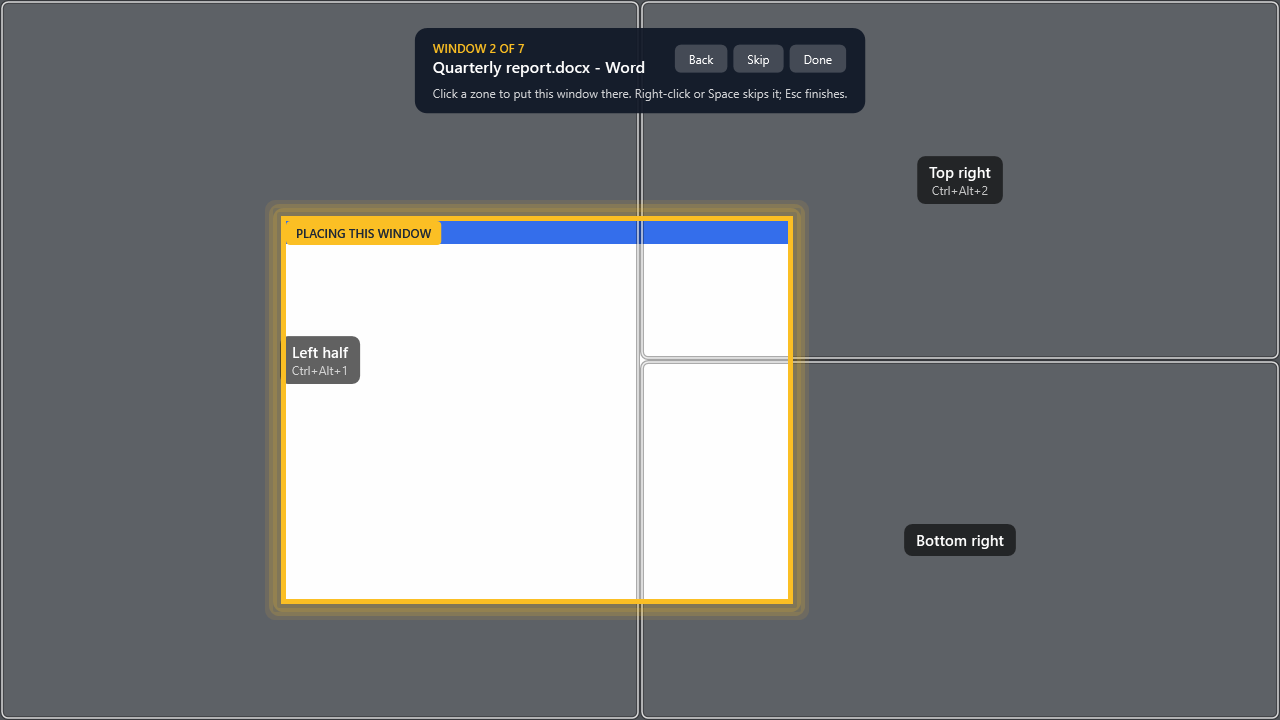 WINDOW 2 OF 7
Quarterly report.docx - Word
Back
Skip
Done
Click a zone to put this window there. Right-click or Space skips it; Esc finishes.
Top right
Ctrl+Alt+2
PLACING THIS WINDOW
Left half
Ctrl+Alt+1
Bottom right